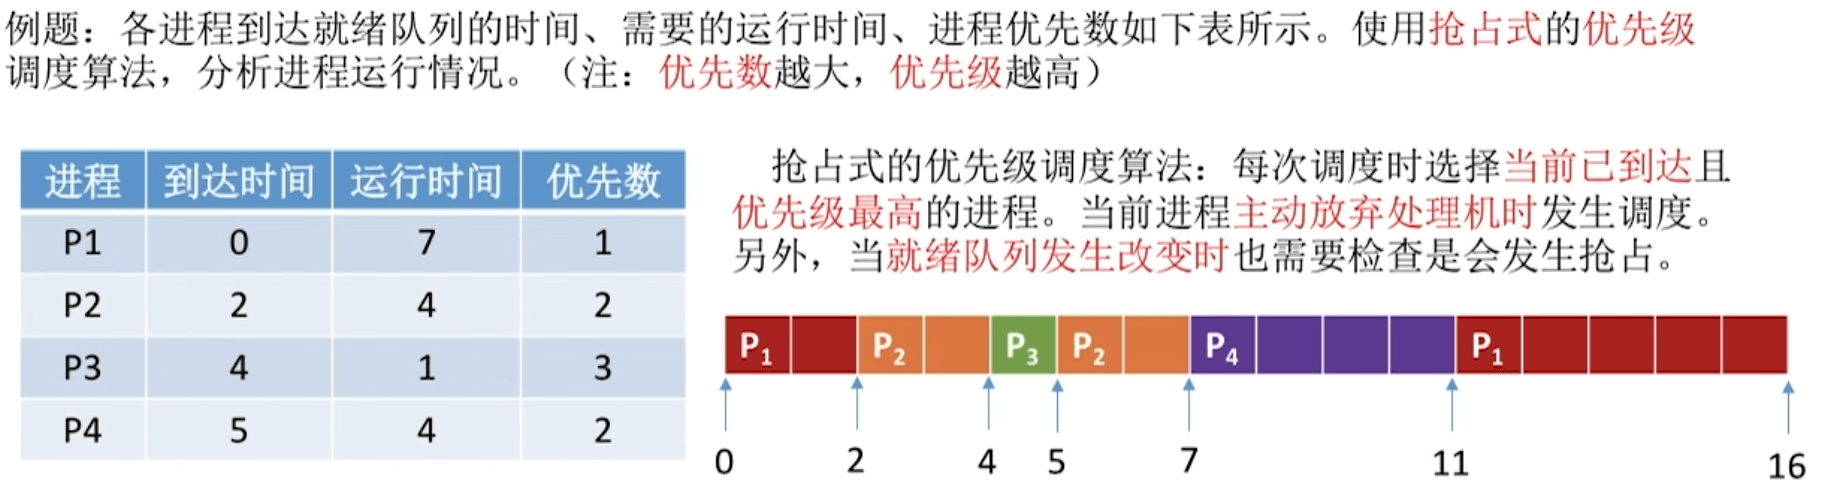 例题：各进程到达就绪队列的时间、需要的运行时间、进程优先数如下表所示。使用抢占式的优先级
调度算法，分析进程运行情况。（注：优先数越大，优先级越高）
进程 到达时间 运行时间 优先数
P1 0 7 1
P2 2 4 2
P3 4 1 3
P4 5 4 2
抢占式的优先级调度算法：每次调度时选择当前已到达且
优先级最高的进程。当前进程主动放弃处理机时发生调度。
另外，当就绪队列发生改变时也需要检查是会发生抢占。
P₁ P₂ P₃ P₂ P₄ P₁
0 2 4 5 7 11 16